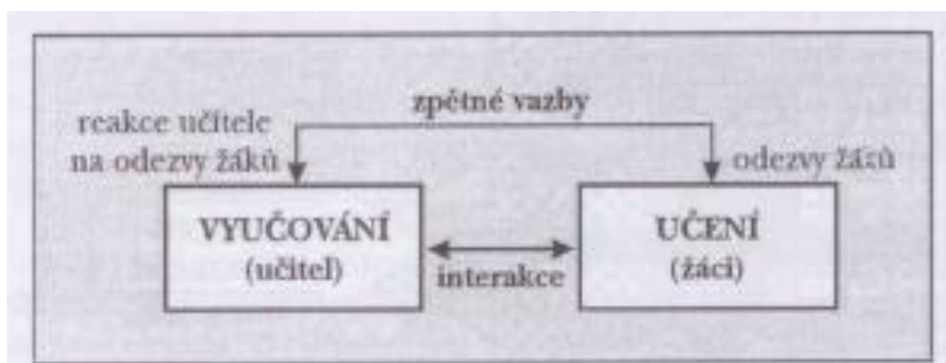 zpětné vazby
reakce učitele
na odezvy žáků
odezvy žáků
VYUČOVÁNÍ
(učitel)
interakce
UČENÍ
(žáci)